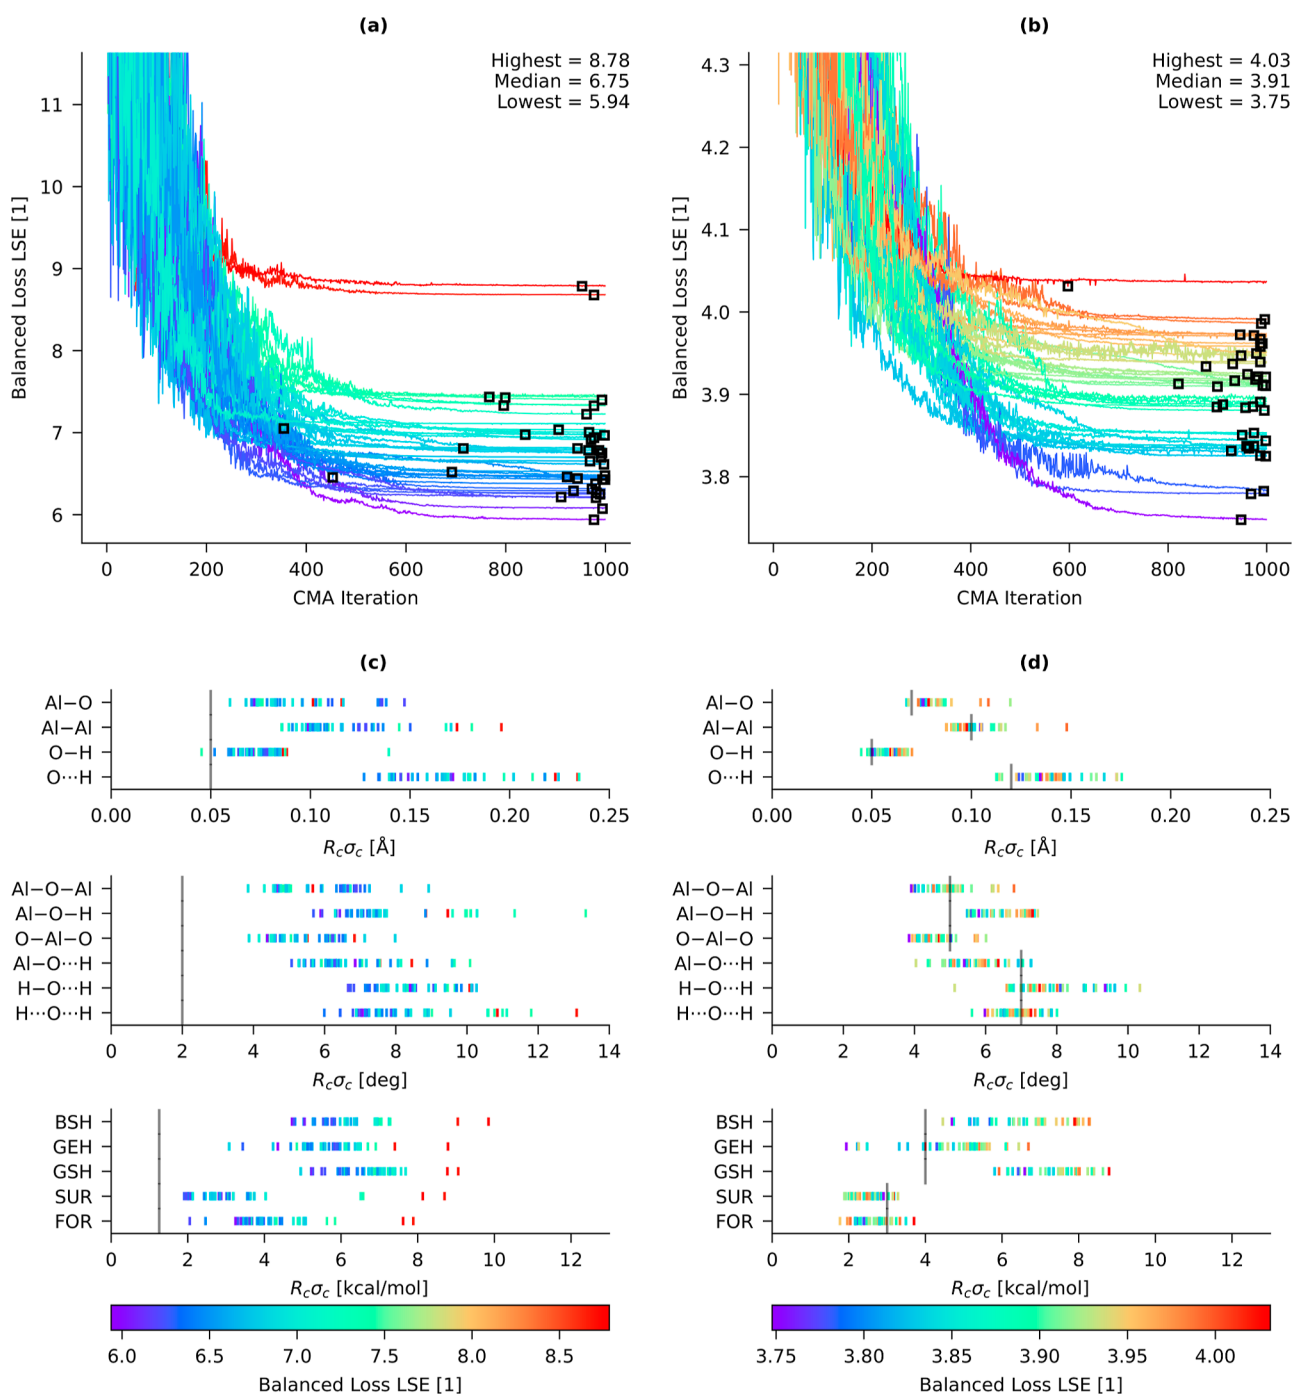 (a)
Highest = 8.78
Median = 6.75
Lowest = 5.94
11
10
9
8
7
6
Balanced Loss LSE [1]
0 200 400 600 800 1000
CMA Iteration
(b)
Highest = 4.03
Median = 3.91
Lowest = 3.75
4.3
4.2
4.1
4.0
3.9
3.8
Balanced Loss LSE [1]
0 200 400 600 800 1000
CMA Iteration
(c)
Al−O
Al−Al
O−H
O···H
0.00 0.05 0.10 0.15 0.20 0.25
R_cσ_c [Å]
Al−O−Al
Al−O−H
O−Al−O
Al−O···H
H−O···H
H···O···H
0 2 4 6 8 10 12 14
R_cσ_c [deg]
BSH
GEH
GSH
SUR
FOR
0 2 4 6 8 10 12
R_cσ_c [kcal/mol]
6.0 6.5 7.0 7.5 8.0 8.5
Balanced Loss LSE [1]
(d)
Al−O
Al−Al
O−H
O···H
0.00 0.05 0.10 0.15 0.20 0.25
R_cσ_c [Å]
Al−O−Al
Al−O−H
O−Al−O
Al−O···H
H−O···H
H···O···H
0 2 4 6 8 10 12 14
R_cσ_c [deg]
BSH
GEH
GSH
SUR
FOR
0 2 4 6 8 10 12
R_cσ_c [kcal/mol]
3.75 3.80 3.85 3.90 3.95 4.00
Balanced Loss LSE [1]